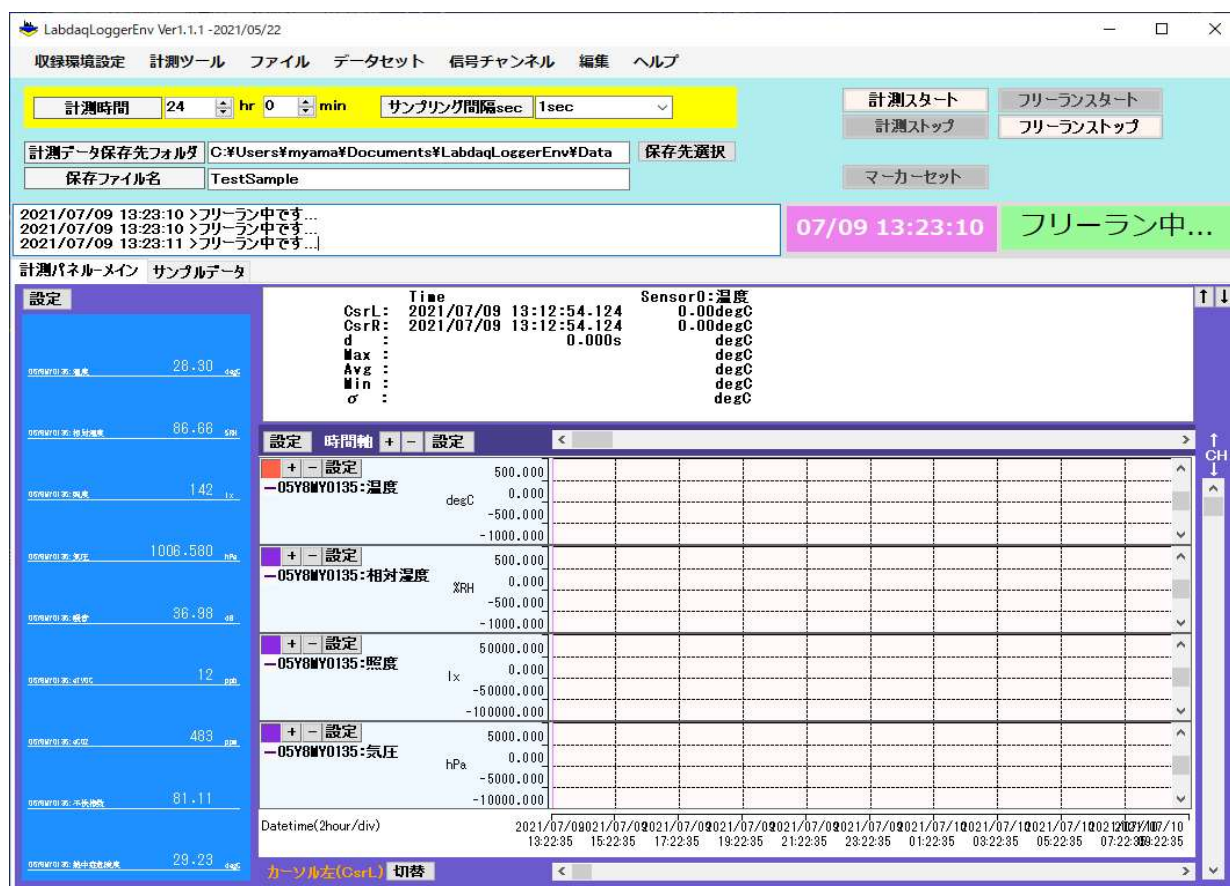 LabdaqLoggerEnv Ver1.1.1 -2021/05/22
収録環境設定 計測ツール ファイル データセット 信号チャンネル 編集 ヘルプ
計測時間 24 hr 0 min サンプリング間隔sec 1sec
計測スタート フリーランスタート
計測ストップ フリーランストップ
計測データ保存先フォルダ C:¥Users¥myama¥Documents¥LabdaqLoggerEnv¥Data 保存先選択
保存ファイル名 TestSample
マーカーセット
2021/07/09 13:23:10 >フリーラン中です...
2021/07/09 13:23:10 >フリーラン中です...
2021/07/09 13:23:11 >フリーラン中です...
07/09 13:23:10 フリーラン中...
計測パネル-メイン サンプルデータ
設定
Time Sensor0:温度
CsrL: 2021/07/09 13:12:54.124 0.00degC
CsrR: 2021/07/09 13:12:54.124 0.00degC
d : 0.000s degC
Max : degC
Avg : degC
Min : degC
σ : degC
↑ ↓
28.30 degC
86.66 %RH
142 lx
1006.580 hPa
36.98 dB
12 ppb
483 ppm
81.11
29.23 degC
設定 時間軸 + - 設定
↑
CH
↓
+ - 設定
05Y8MY0135:温度
degC
500.000
0.000
-500.000
-1000.000
+ - 設定
05Y8MY0135:相対湿度
%RH
500.000
0.000
-500.000
-1000.000
+ - 設定
05Y8MY0135:照度
lx
50000.000
0.000
-50000.000
-100000.000
+ - 設定
05Y8MY0135:気圧
hPa
5000.000
0.000
-5000.000
-10000.000
Datetime(2hour/div)
13:22:35 15:22:35 17:22:35 19:22:35 21:22:35 23:22:35 01:22:35 03:22:35 05:22:35
カーソル左(CsrL) 切替